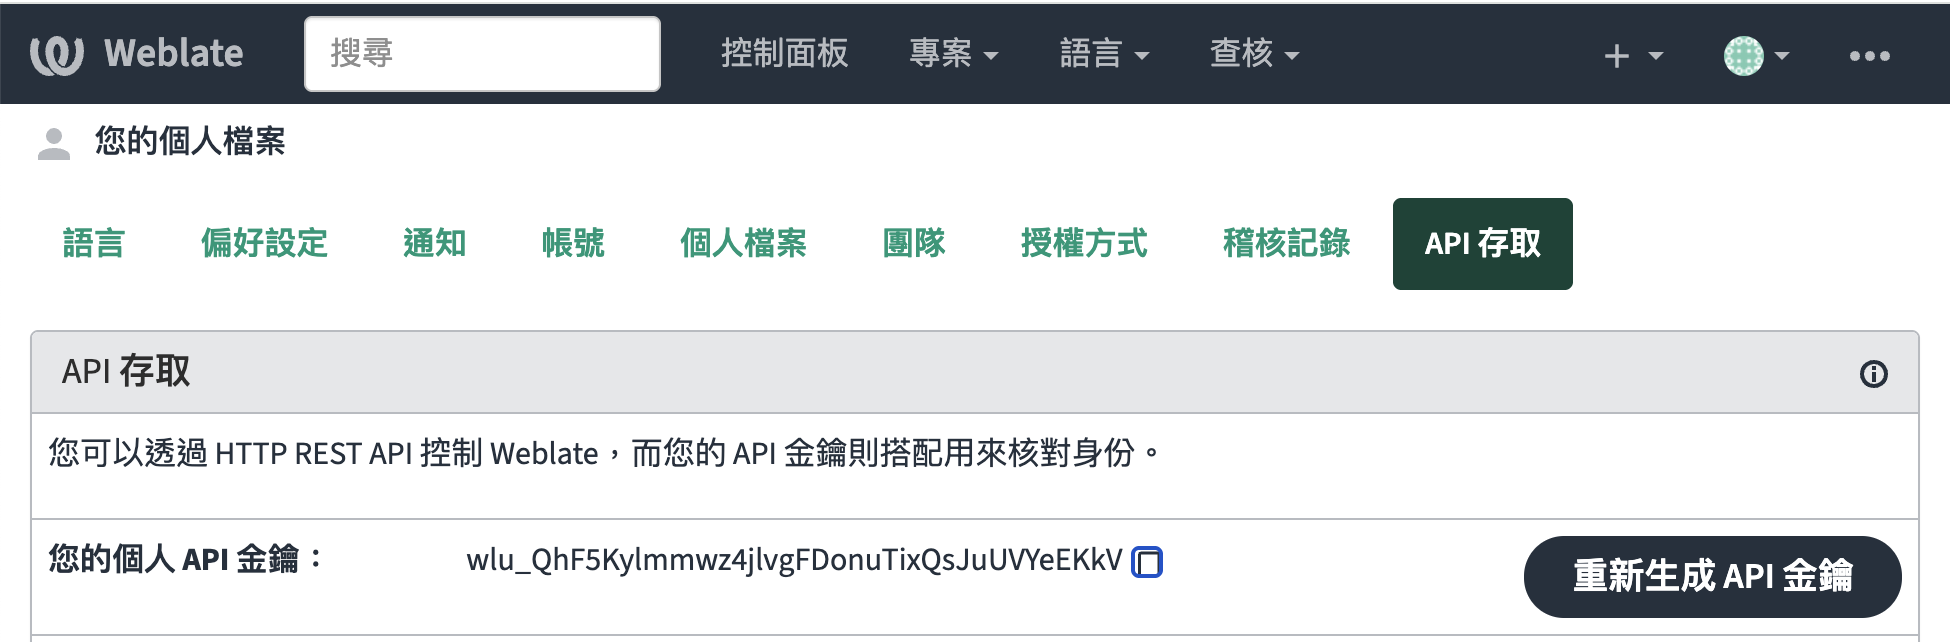 Weblate 搜尋 控制面板 專案 語言 查核
您的個人檔案
語言 偏好設定 通知 帳號 個人檔案 團隊 授權方式 稽核記錄 API 存取
API 存取
您可以透過 HTTP REST API 控制 Weblate，而您的 API 金鑰則搭配用來核對身份。
您的個人 API 金鑰： wlu_QhF5Kylmmwz4jlvgFDonuTixQsJuUVYeEKkV 重新生成 API 金鑰